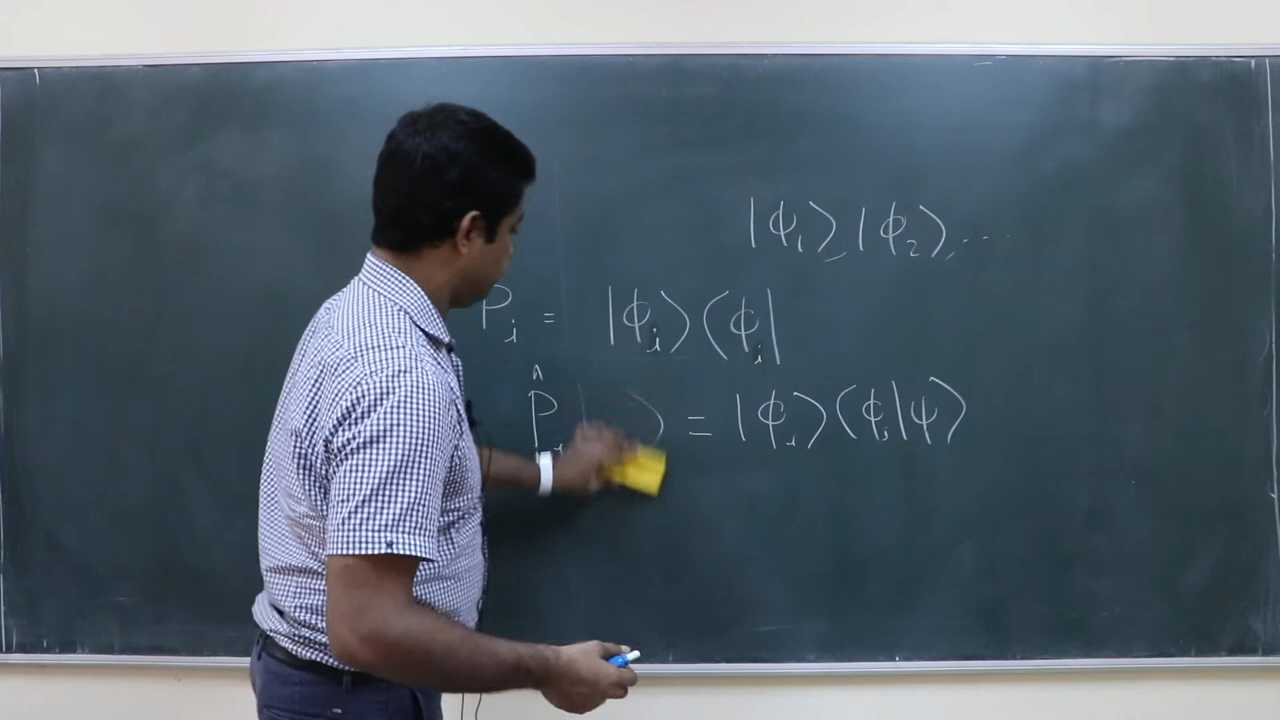 |ϕ₁⟩, |ϕ₂⟩, ...
Pᵢ = |ϕᵢ⟩⟨ϕᵢ|
P̂ᵢ | ⟩ = |ϕᵢ⟩⟨ϕᵢ|ψ⟩